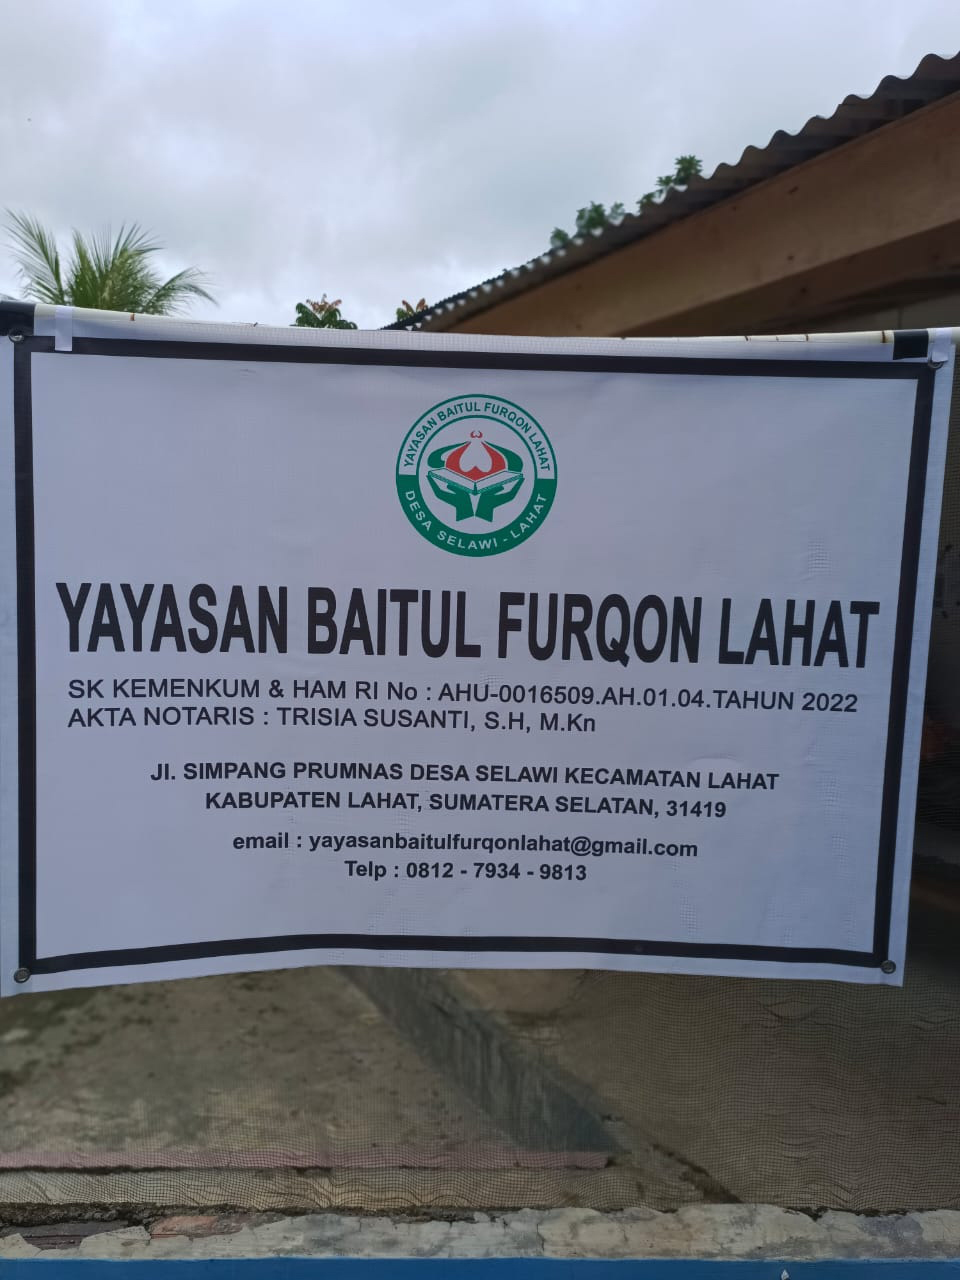 YAYASAN BAITUL FURQON LAHAT
DESA SELAWI - LAHAT
YAYASAN BAITUL FURQON LAHAT
SK KEMENKUM & HAM RI No : AHU-0016509.AH.01.04.TAHUN 2022
AKTA NOTARIS : TRISIA SUSANTI, S.H, M.Kn
Jl. SIMPANG PRUMNAS DESA SELAWI KECAMATAN LAHAT
KABUPATEN LAHAT, SUMATERA SELATAN, 31419
email : yayasanbaitulfurqonlahat@gmail.com
Telp : 0812 - 7934 - 9813